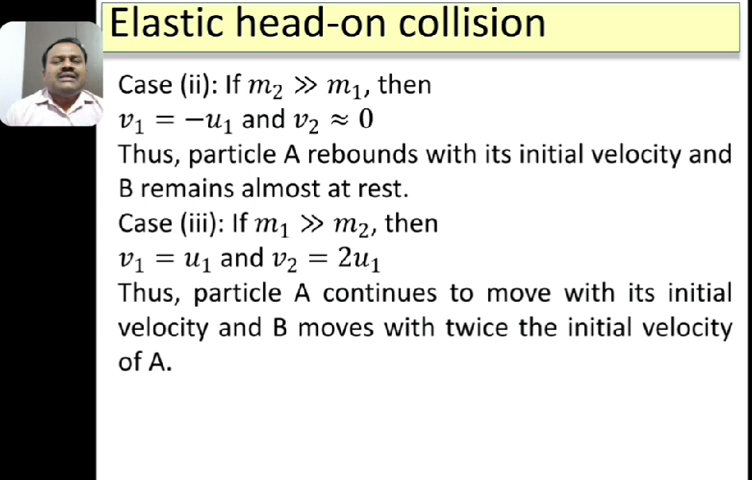 Elastic head-on collision
Case (ii): If m₂ ≫ m₁, then
v₁ = −u₁ and v₂ ≈ 0
Thus, particle A rebounds with its initial velocity and
B remains almost at rest.
Case (iii): If m₁ ≫ m₂, then
v₁ = u₁ and v₂ = 2u₁
Thus, particle A continues to move with its initial
velocity and B moves with twice the initial velocity
of A.